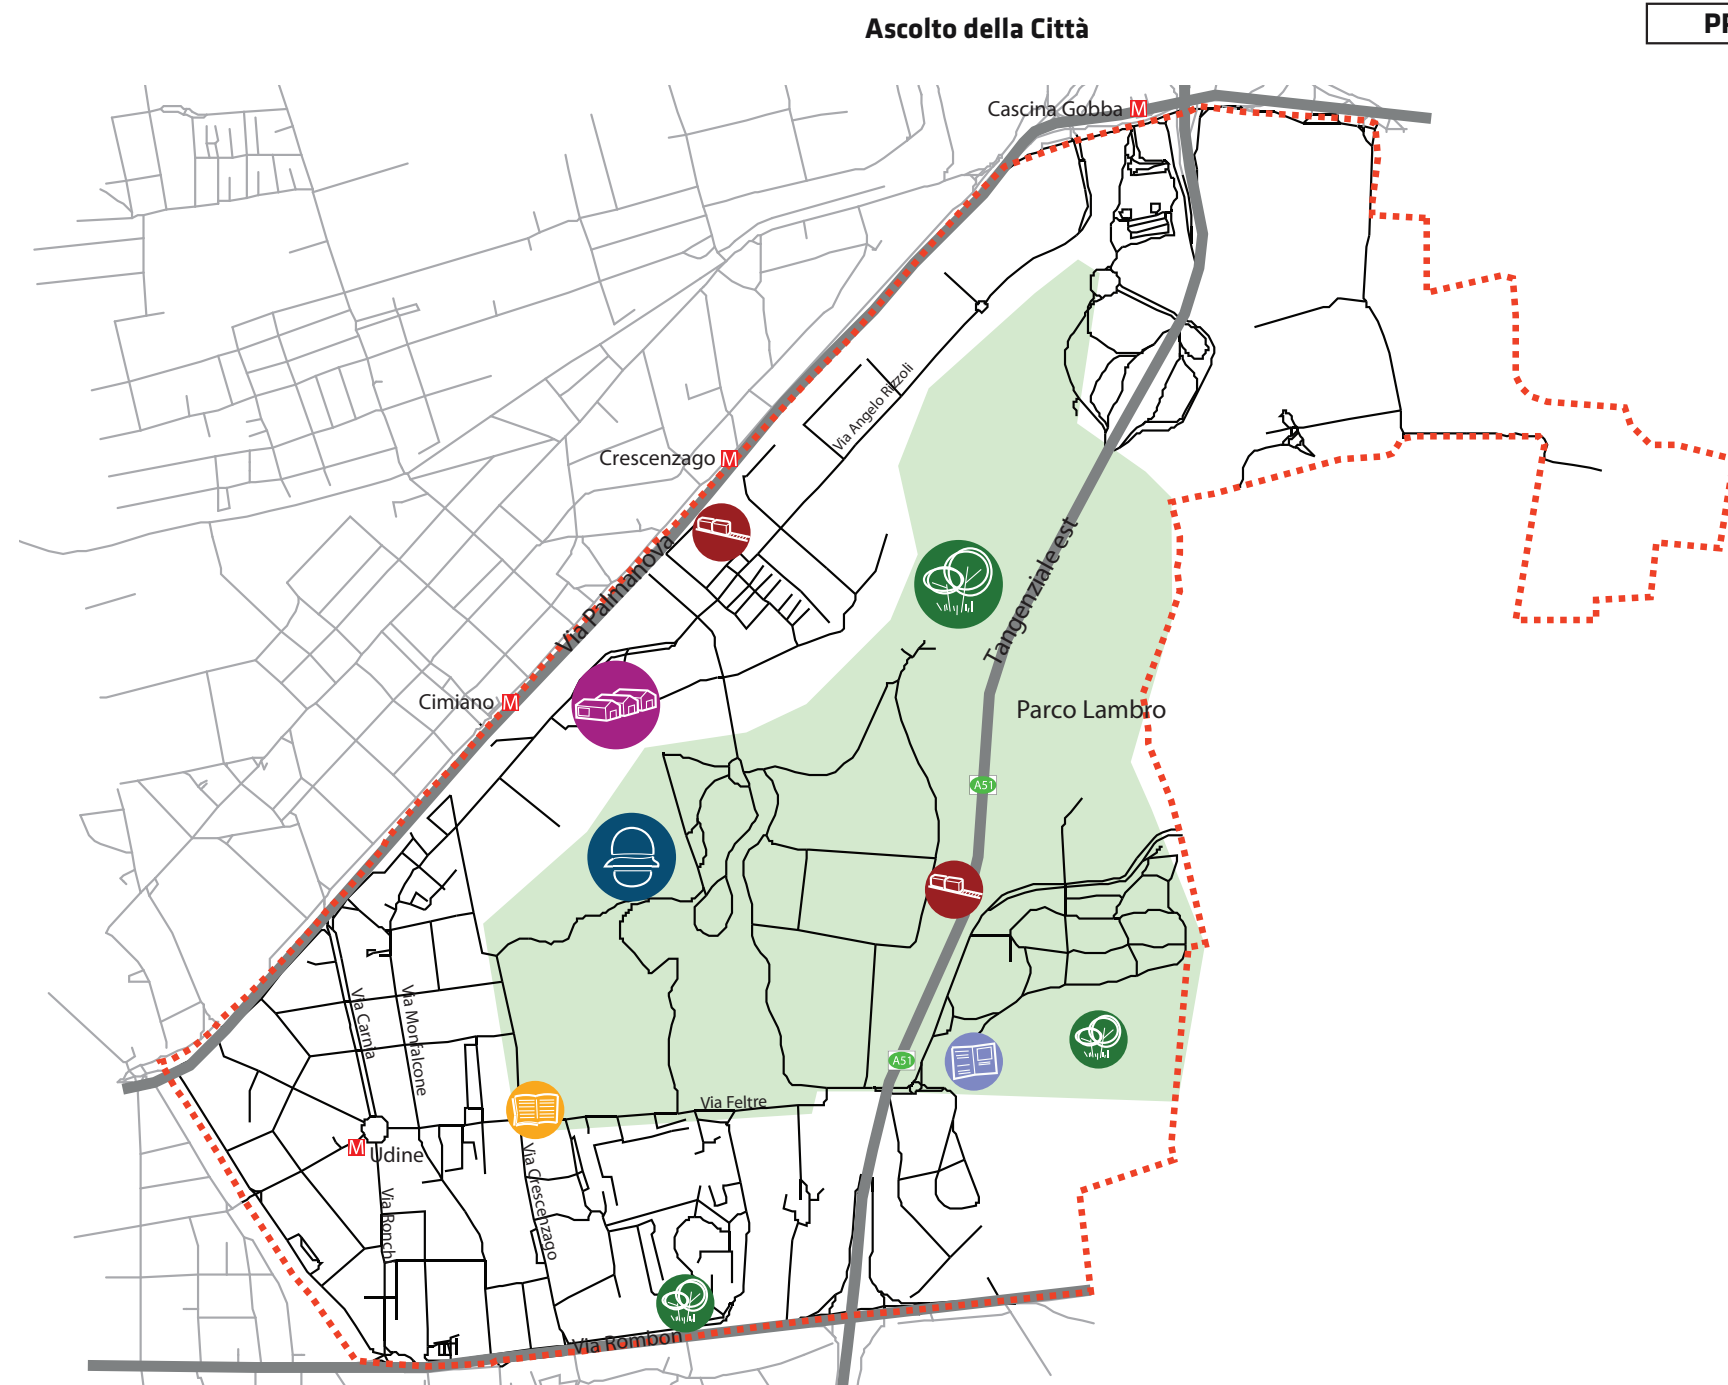 Ascolto della Città
Cascina Gobba M
Via Angelo Rizzoli
Crescenzago M
Via Palmanova
Tangenziale est
Cimiano M
Parco Lambro
A51
Via Carnia
Via Monfalcone
A51
Via Feltre
M Udine
Via Crescenzago
Via Ronchi
Via Rombon